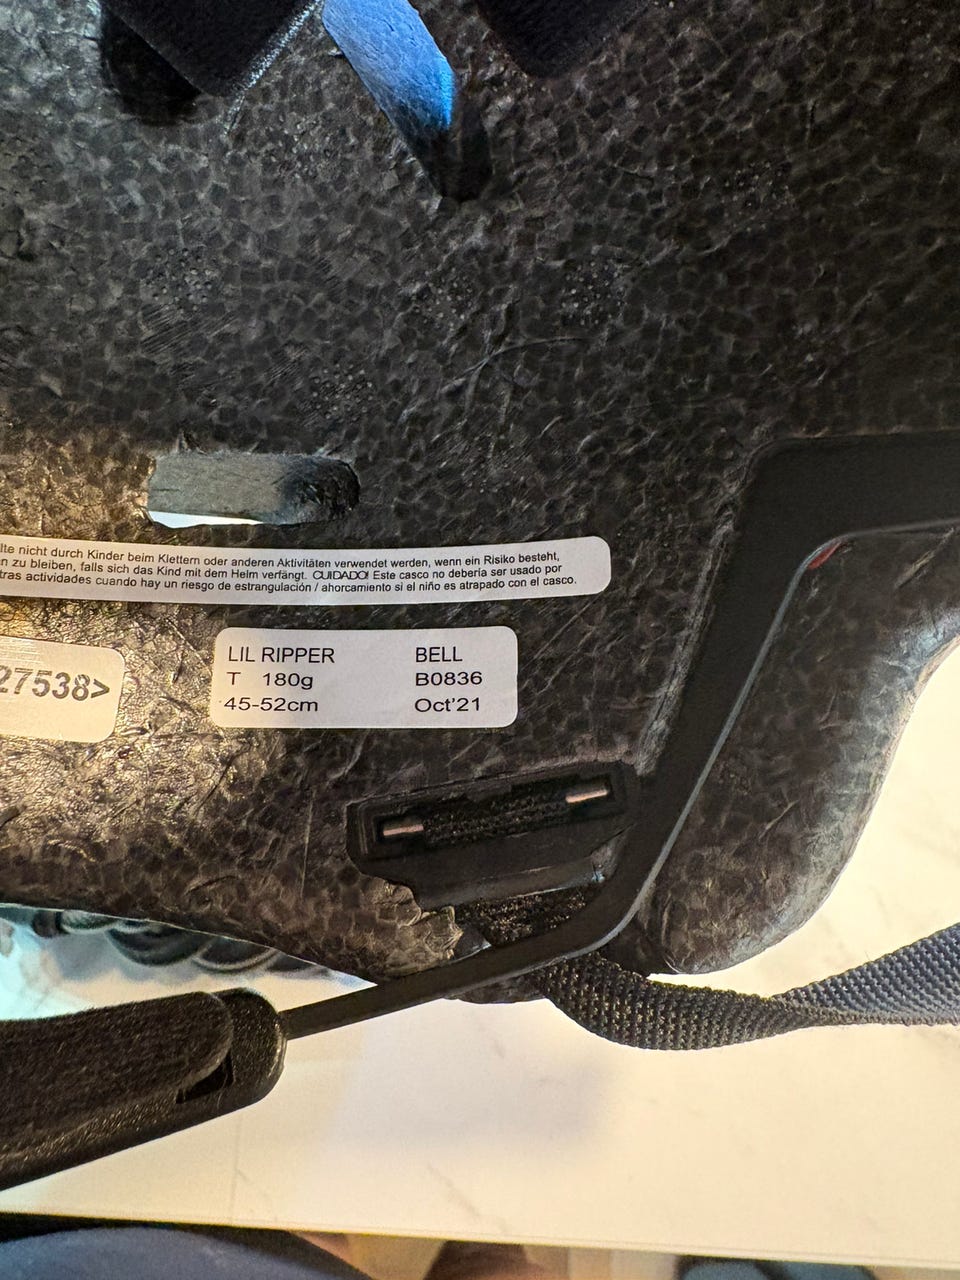 lte nicht durch Kinder beim Klettern oder anderen Aktivitäten verwendet werden, wenn ein Risiko besteht,
n zu bleiben, falls sich das Kind mit dem Helm verfängt. CUIDADO! Este casco no debería ser usado por
tras actividades cuando hay un riesgo de estrangulación / ahorcamiento si el niño es atrapado con el casco.
27538>
LIL RIPPER BELL
T 180g B0836
45-52cm Oct'21